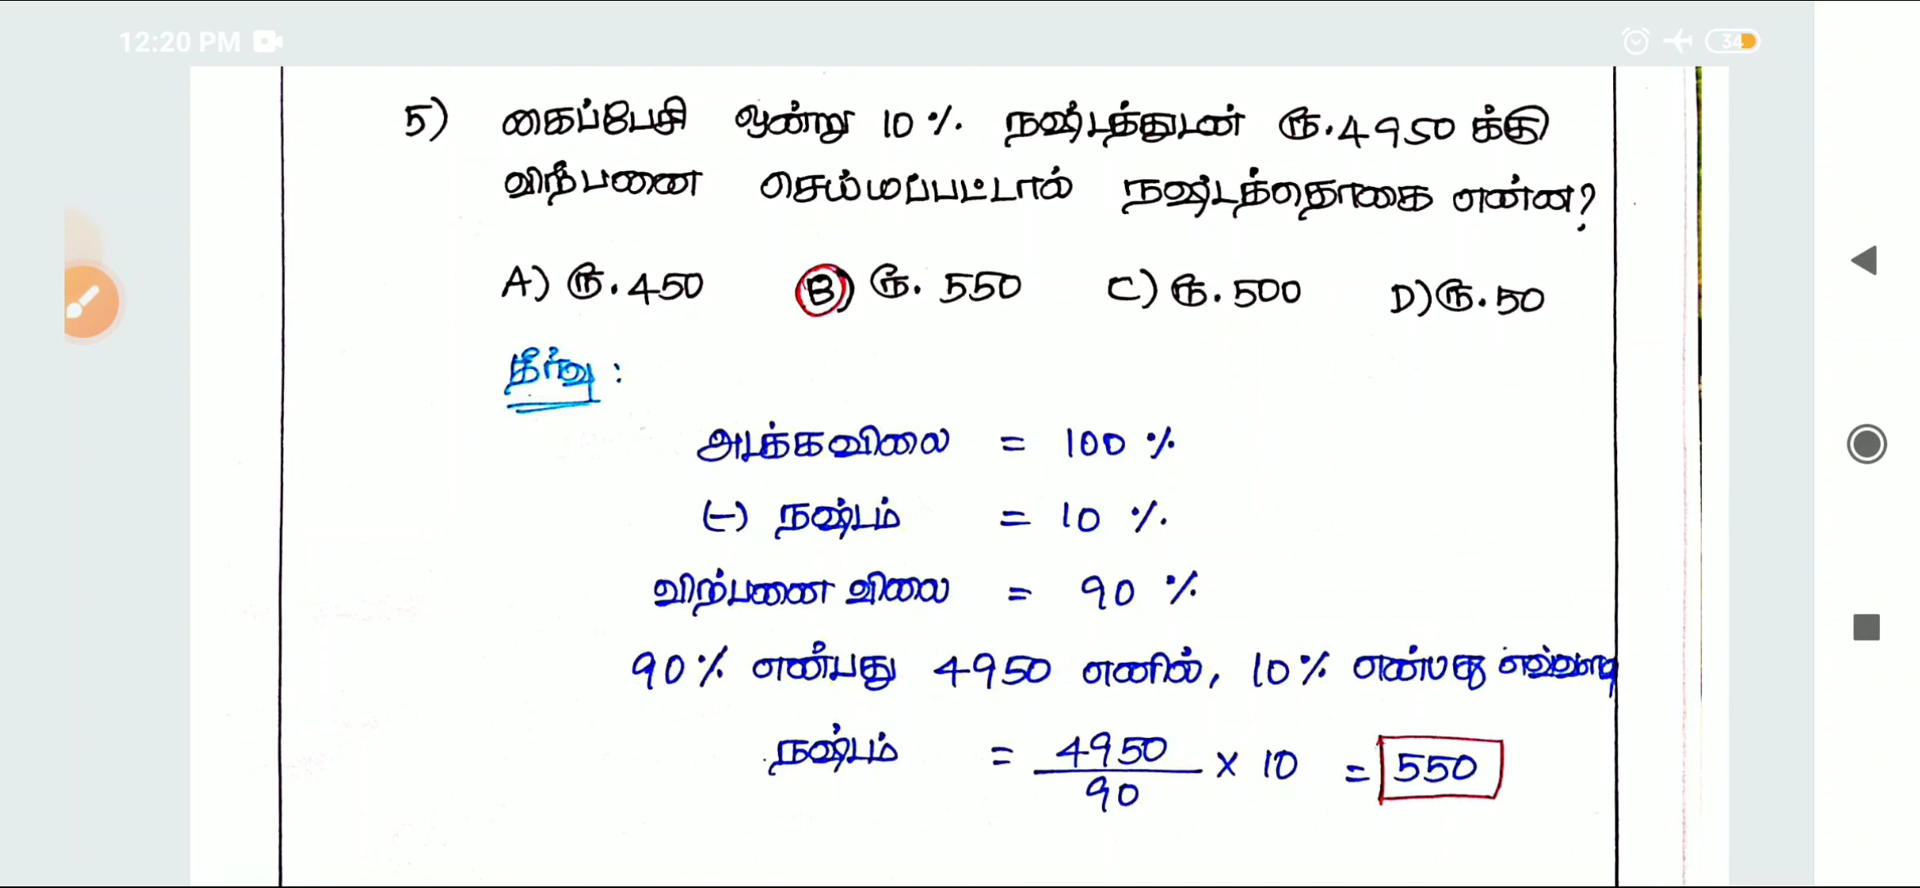 12:20 PM
34
5) கைப்பேசி ஒன்று 10 %. நஷ்டத்துடன் ரூ.4950 க்கு
விற்பனை செய்யப்பட்டால் நஷ்டத்தொகை என்ன?
A) ரூ.450 B) ரூ. 550 C) ரூ.500 D) ரூ.50
தீர்வு :
அடக்கவிலை = 100 %
(-) நஷ்டம் = 10 %.
விற்பனை விலை = 90 %
90% என்பது 4950 எனில், 10% என்பது
நஷ்டம் = 4950/90 x 10 = 550